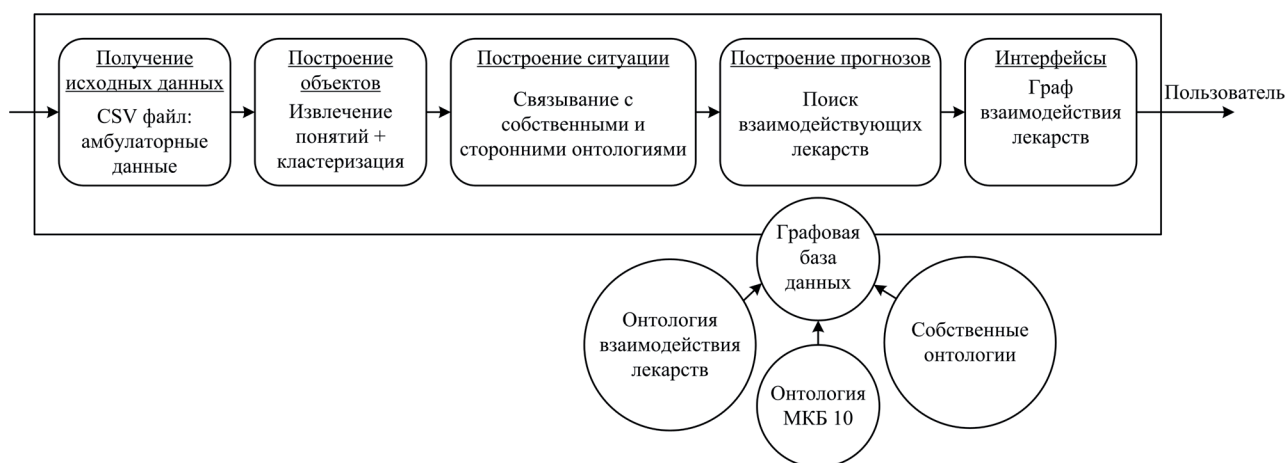 Получение
исходных данных
CSV файл:
амбулаторные
данные
Построение
объектов
Извлечение
понятий +
кластеризация
Построение ситуации
Связывание с
собственными и
сторонними онтологиями
Построение прогнозов
Поиск
взаимодействующих
лекарств
Интерфейсы
Граф
взаимодействия
лекарств
Пользователь
Графовая
база
данных
Онтология
взаимодействия
лекарств
Онтология
МКБ 10
Собственные
онтологии